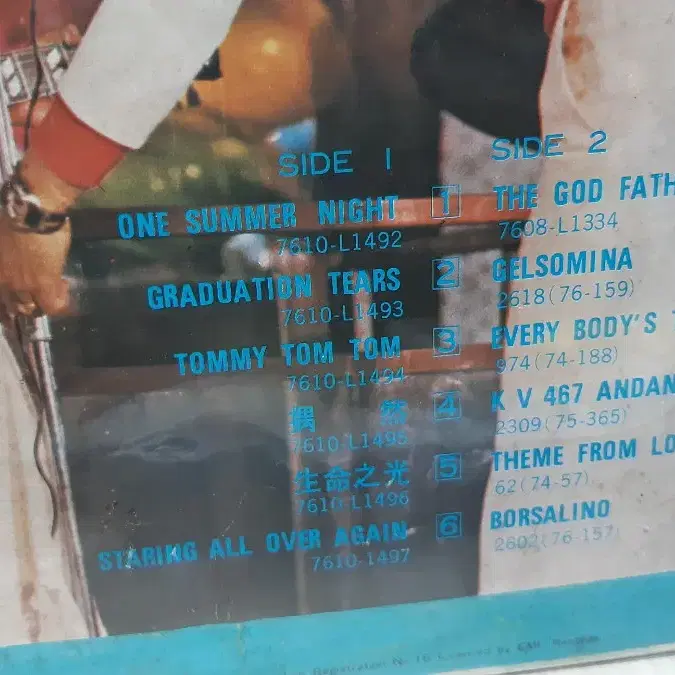 SIDE 1
ONE SUMMER NIGHT
7610-L1492
GRADUATION TEARS
7610-L1493
TOMMY TOM TOM
7610-L1494
偶 然
7610-L1495
生命之光
7610-L1496
STARING ALL OVER AGAIN
7610-1497
1
2
3
4
5
6
SIDE 2
THE GOD FATH
7608-L1334
GELSOMINA
2618(76-159)
EVERY BODY'S T
974(74-188)
K V 467 ANDAN
2309(75-365)
THEME FROM LO
62(74-57)
BORSALINO
2602(76-157)
Registration No 16